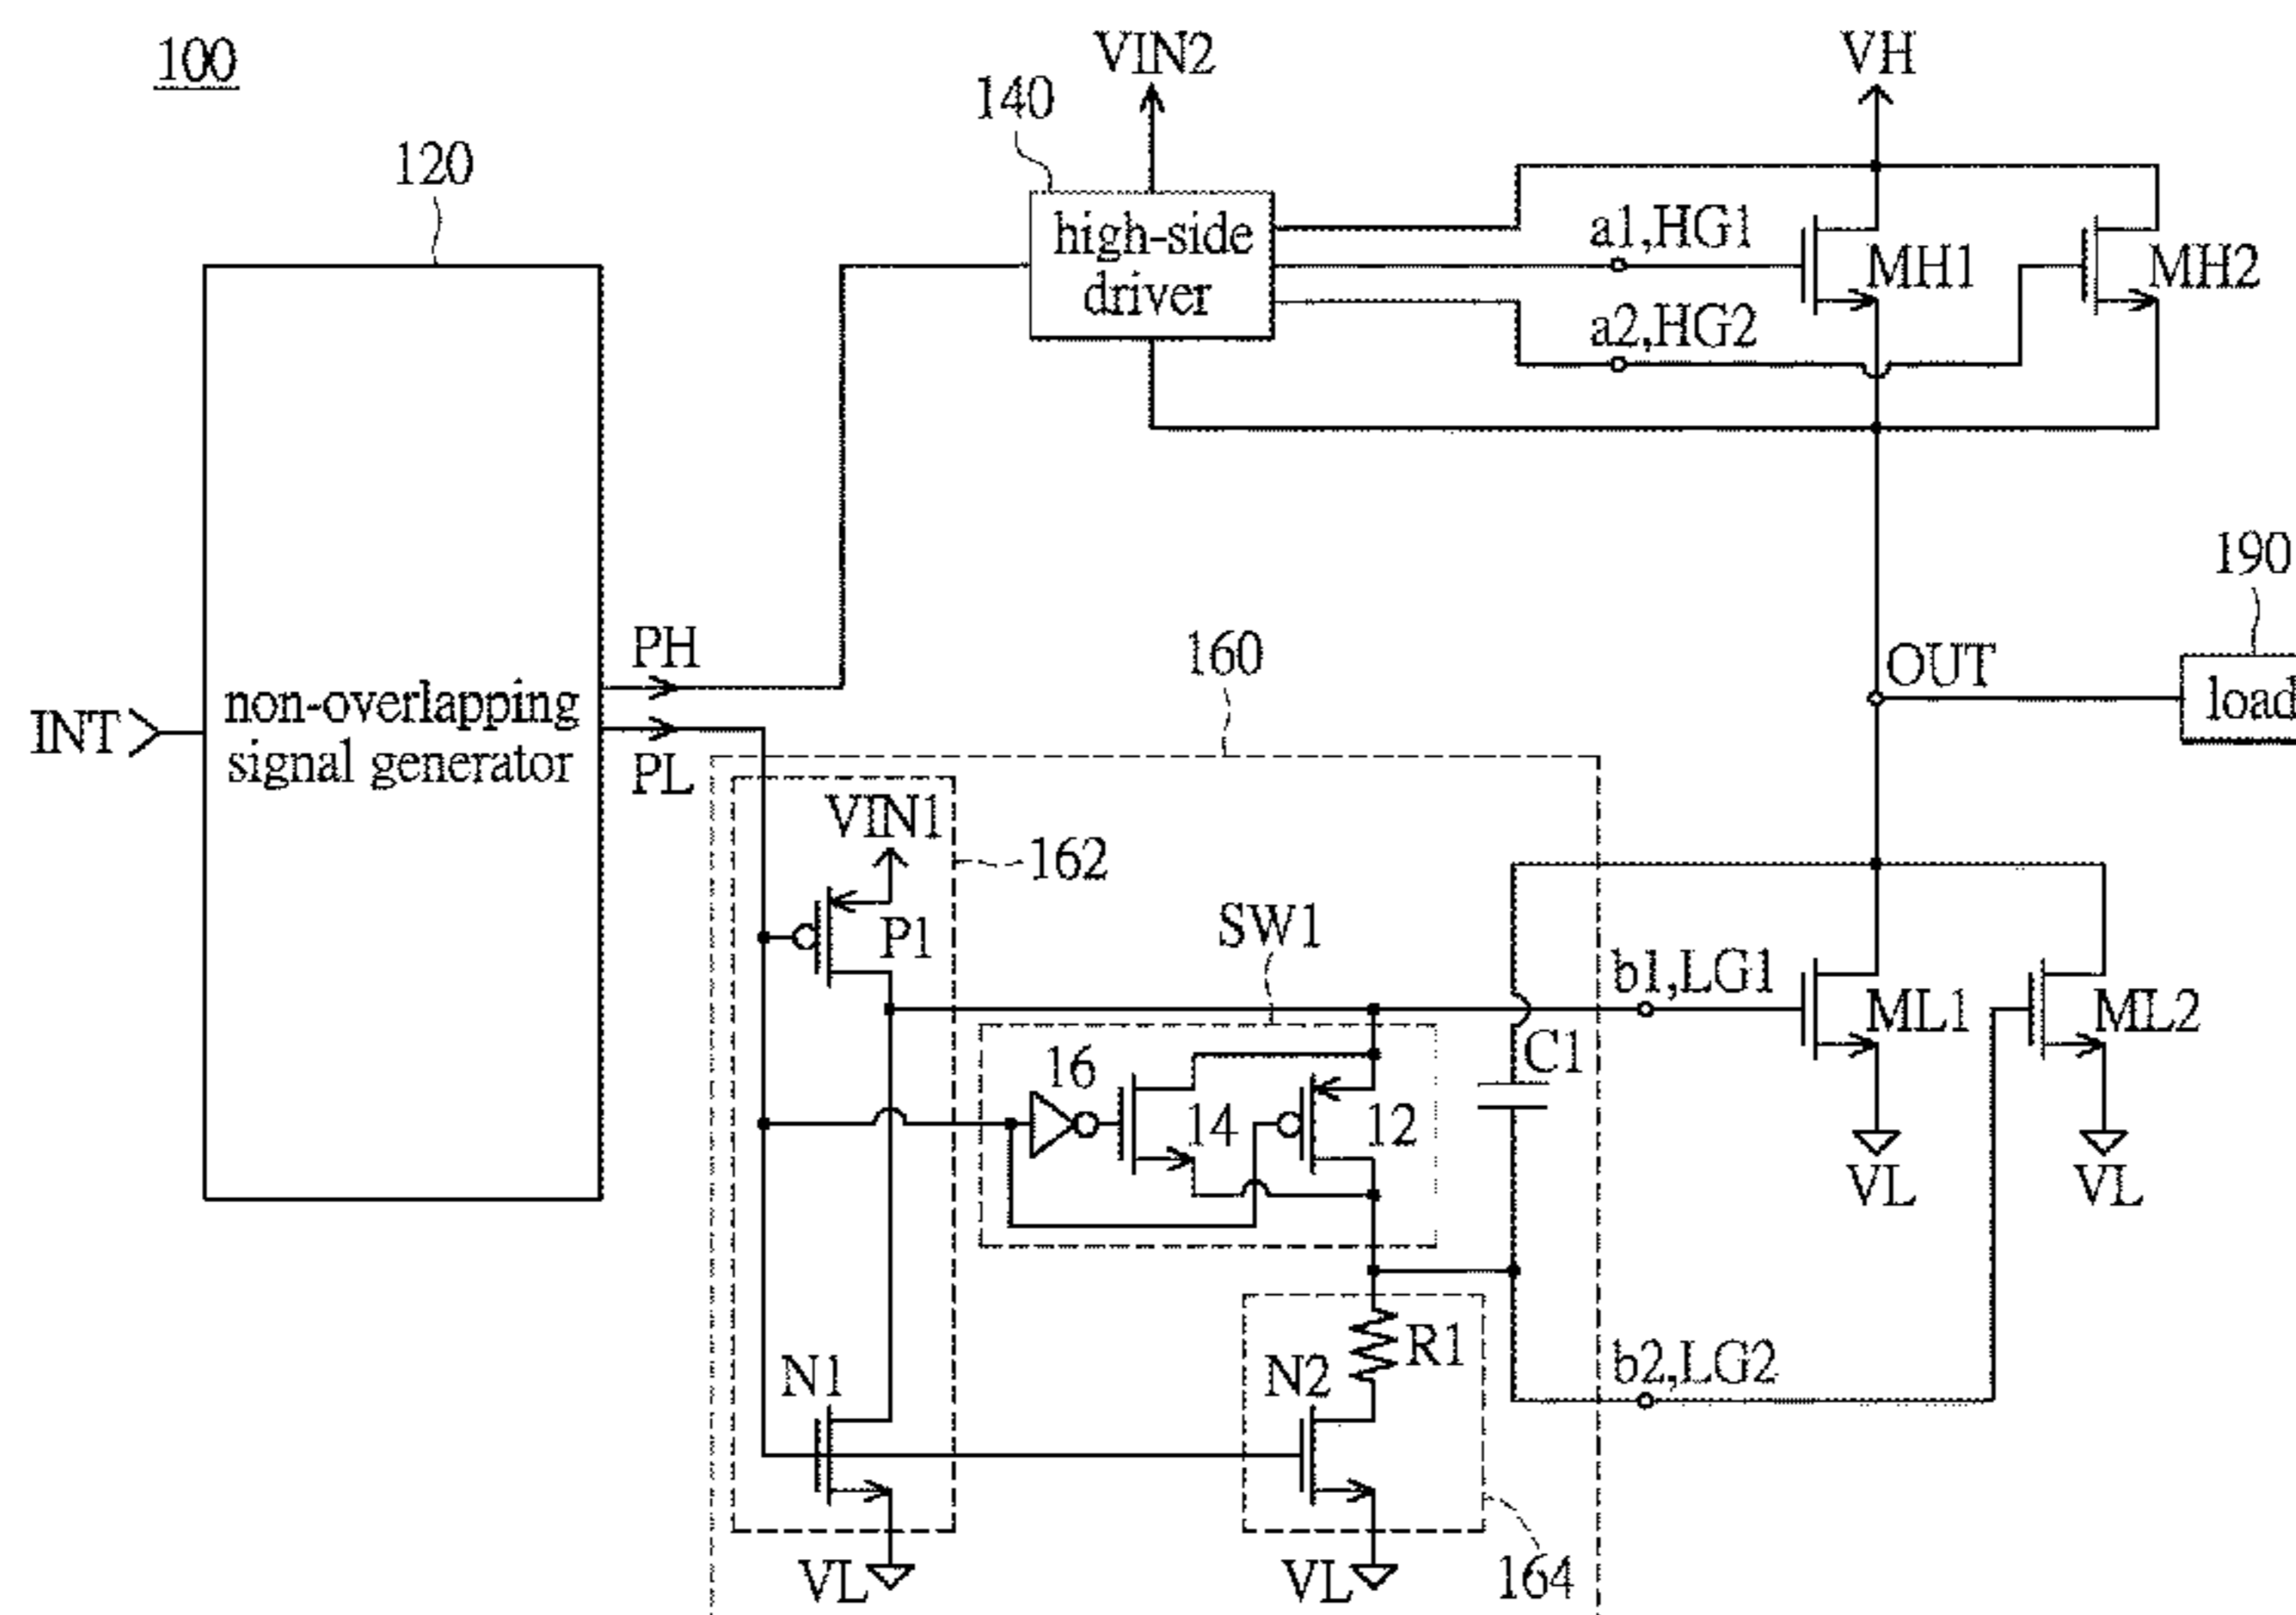 100
VIN2
VH
140
120
high-side
driver
a1,HG1
MH1
MH2
a2,HG2
190
PH
160
OUT
load
INT
non-overlapping
signal generator
PL
VIN1
162
P1
SW1
b1,LG1
ML1
ML2
16
C1
14
12
VL
VL
R1
N1
N2
b2,LG2
VL
VL
164